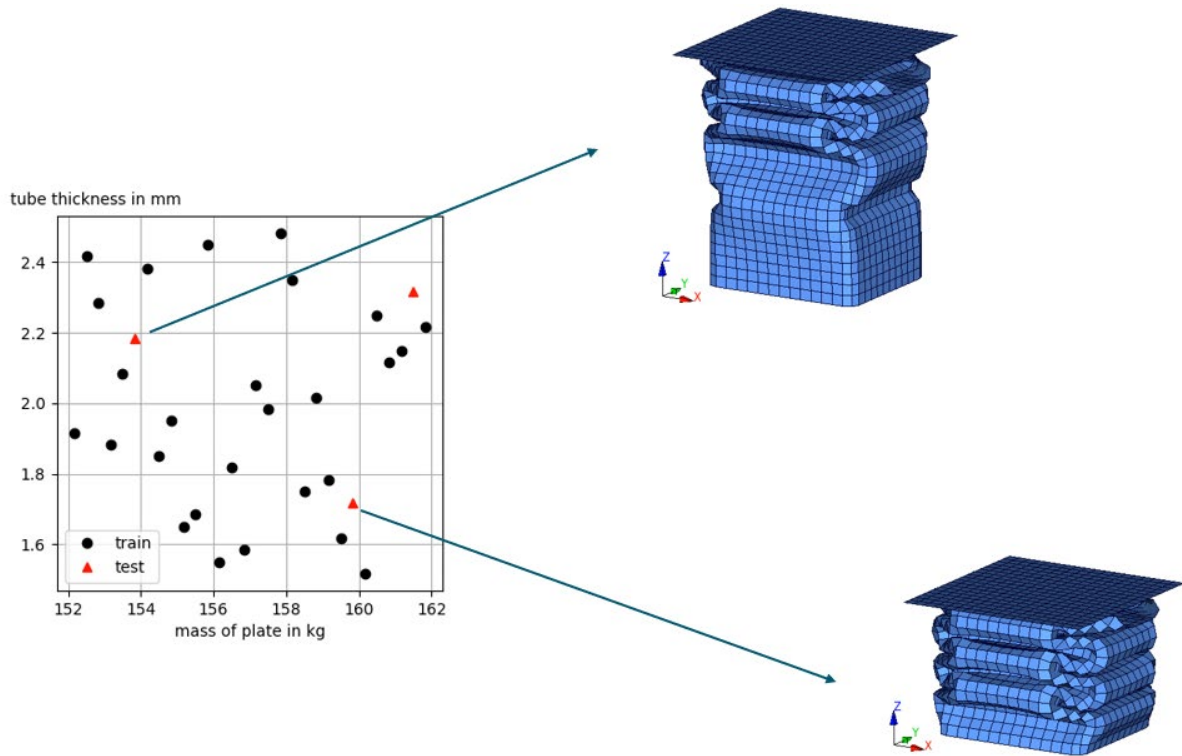 tube thickness in mm
2.4
2.2
2.0
1.8
1.6
train
test
152 154 156 158 160 162
mass of plate in kg
Z
Y
X
Z
Y
X